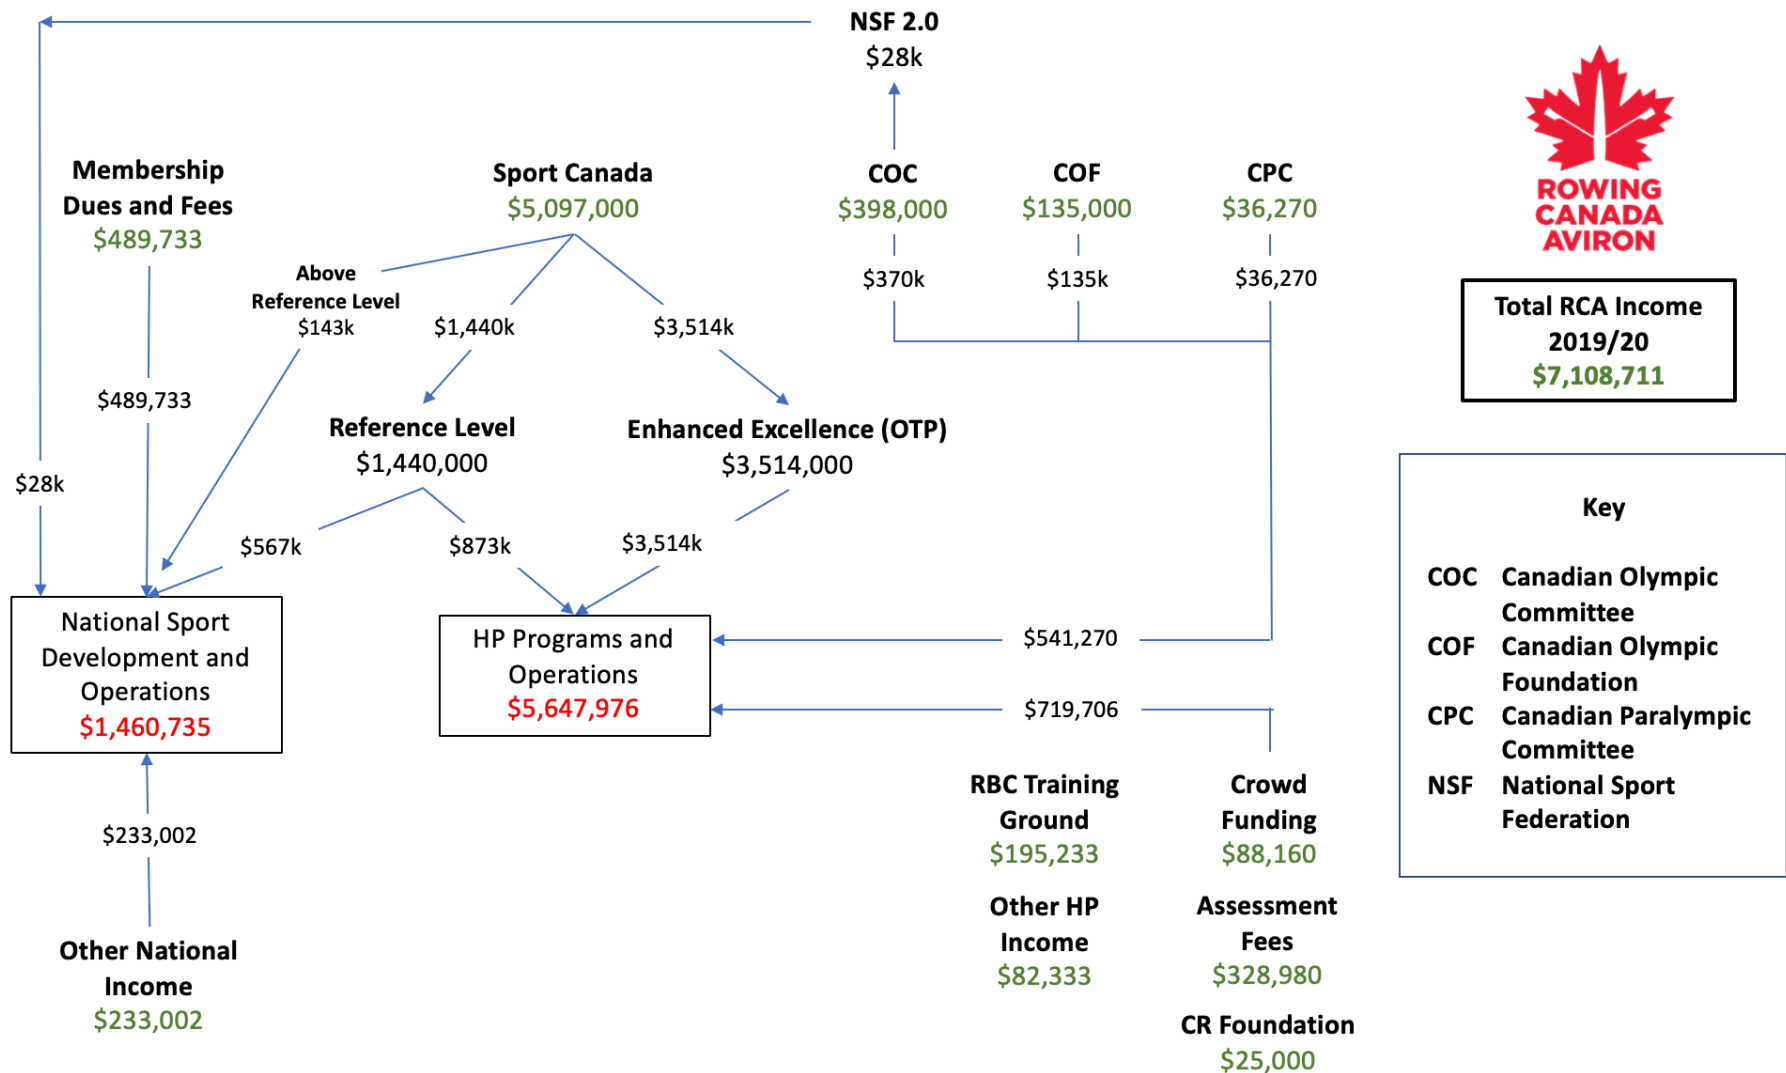 NSF 2.0
$28k
Membership
Dues and Fees
$489,733
Sport Canada
$5,097,000
COC
$398,000
COF
$135,000
CPC
$36,270
ROWING
CANADA
AVIRON
Above
Reference Level
$143k
$1,440k
$3,514k
$370k
$135k
$36,270
Total RCA Income
2019/20
$7,108,711
$489,733
Reference Level
$1,440,000
Enhanced Excellence (OTP)
$3,514,000
$28k
$567k
$873k
$3,514k
National Sport
Development and
Operations
$1,460,735
HP Programs and
Operations
$5,647,976
$541,270
$719,706
Key
COC Canadian Olympic
Committee
COF Canadian Olympic
Foundation
CPC Canadian Paralympic
Committee
NSF National Sport
Federation
$233,002
Other National
Income
$233,002
RBC Training
Ground
$195,233
Crowd
Funding
$88,160
Other HP
Income
$82,333
Assessment
Fees
$328,980
CR Foundation
$25,000